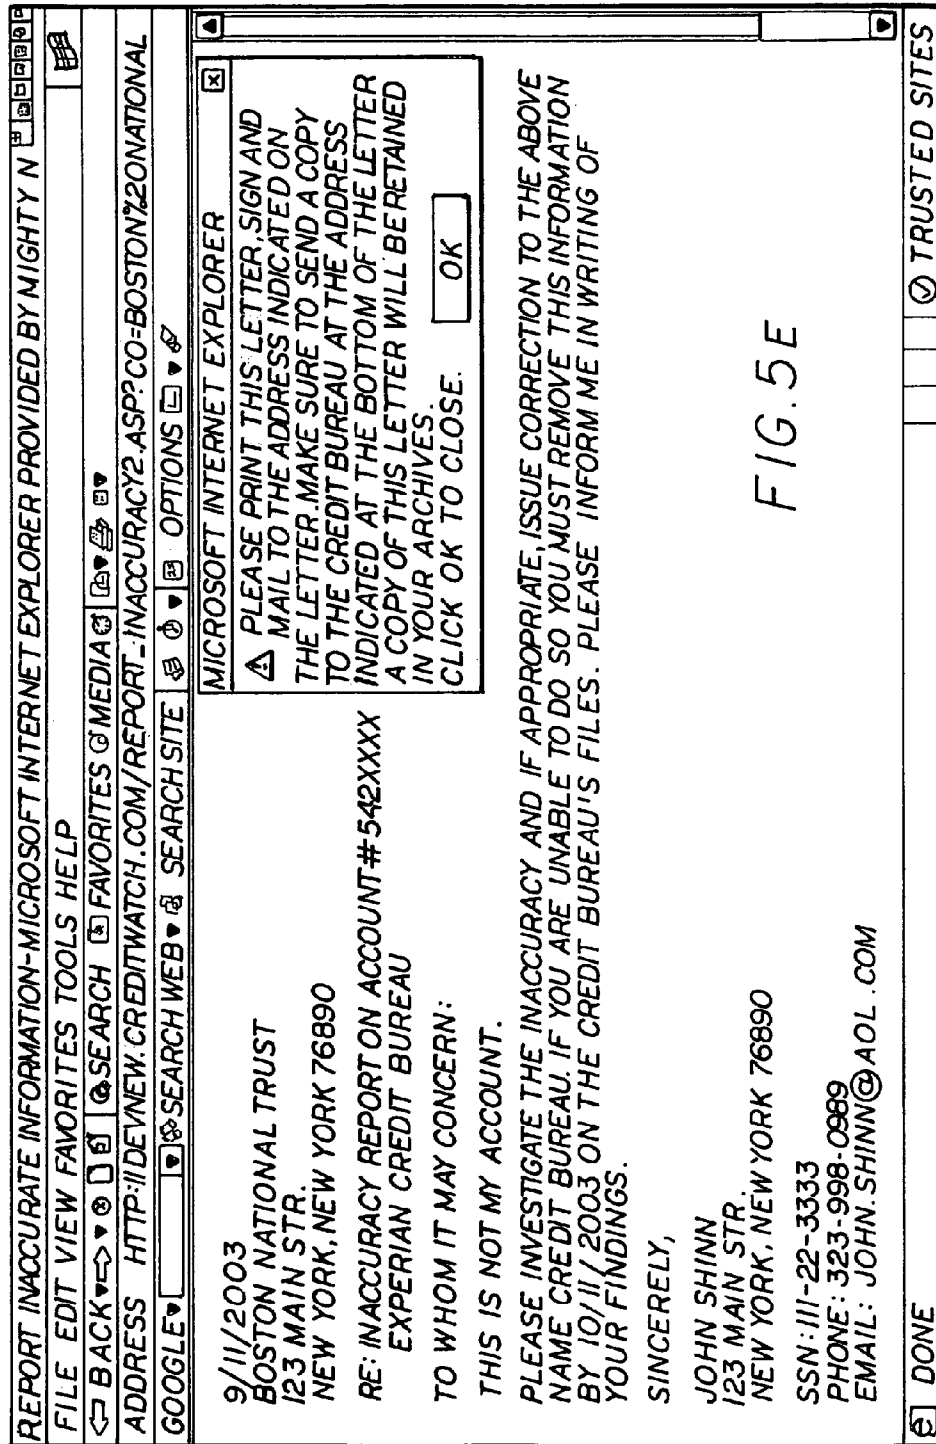 REPORT INACCURATE INFORMATION-MICROSOFT INTERNET EXPLORER PROVIDED BY MIGHTY N
FILE EDIT VIEW FAVORITES TOOLS HELP
BACK SEARCH FAVORITES MEDIA
ADDRESS HTTP://DEVNEW.CREDITWATCH.COM/REPORT_INACCURACY2.ASP?CO=BOSTON%20NATIONAL
GOOGLE SEARCH WEB SEARCH SITE OPTIONS
MICROSOFT INTERNET EXPLORER X
PLEASE PRINT THIS LETTER, SIGN AND
MAIL TO THE ADDRESS INDICATED ON
THE LETTER. MAKE SURE TO SEND A COPY
TO THE CREDIT BUREAU AT THE ADDRESS
INDICATED AT THE BOTTOM OF THE LETTER
A COPY OF THIS LETTER WILL BE RETAINED
IN YOUR ARCHIVES.
CLICK OK TO CLOSE.
OK
9/11/2003
BOSTON NATIONAL TRUST
123 MAIN STR.
NEW YORK, NEW YORK 76890
RE: INACCURACY REPORT ON ACCOUNT#542XXXX
EXPERIAN CREDIT BUREAU
TO WHOM IT MAY CONCERN:
THIS IS NOT MY ACCOUNT.
PLEASE INVESTIGATE THE INACCURACY AND IF APPROPRIATE, ISSUE CORRECTION TO THE ABOVE
NAME CREDIT BUREAU. IF YOU ARE UNABLE TO DO SO YOU MUST REMOVE THIS INFORMATION
BY 10/11/2003 ON THE CREDIT BUREAU'S FILES. PLEASE INFORM ME IN WRITING OF
YOUR FINDINGS.
SINCERELY,
JOHN SHINN
123 MAIN STR.
NEW YORK, NEW YORK 76890
SSN: 111-22-3333
PHONE: 323-998-0989
EMAIL: JOHN.SHINN@AOL.COM
FIG. 5E
DONE TRUSTED SITES